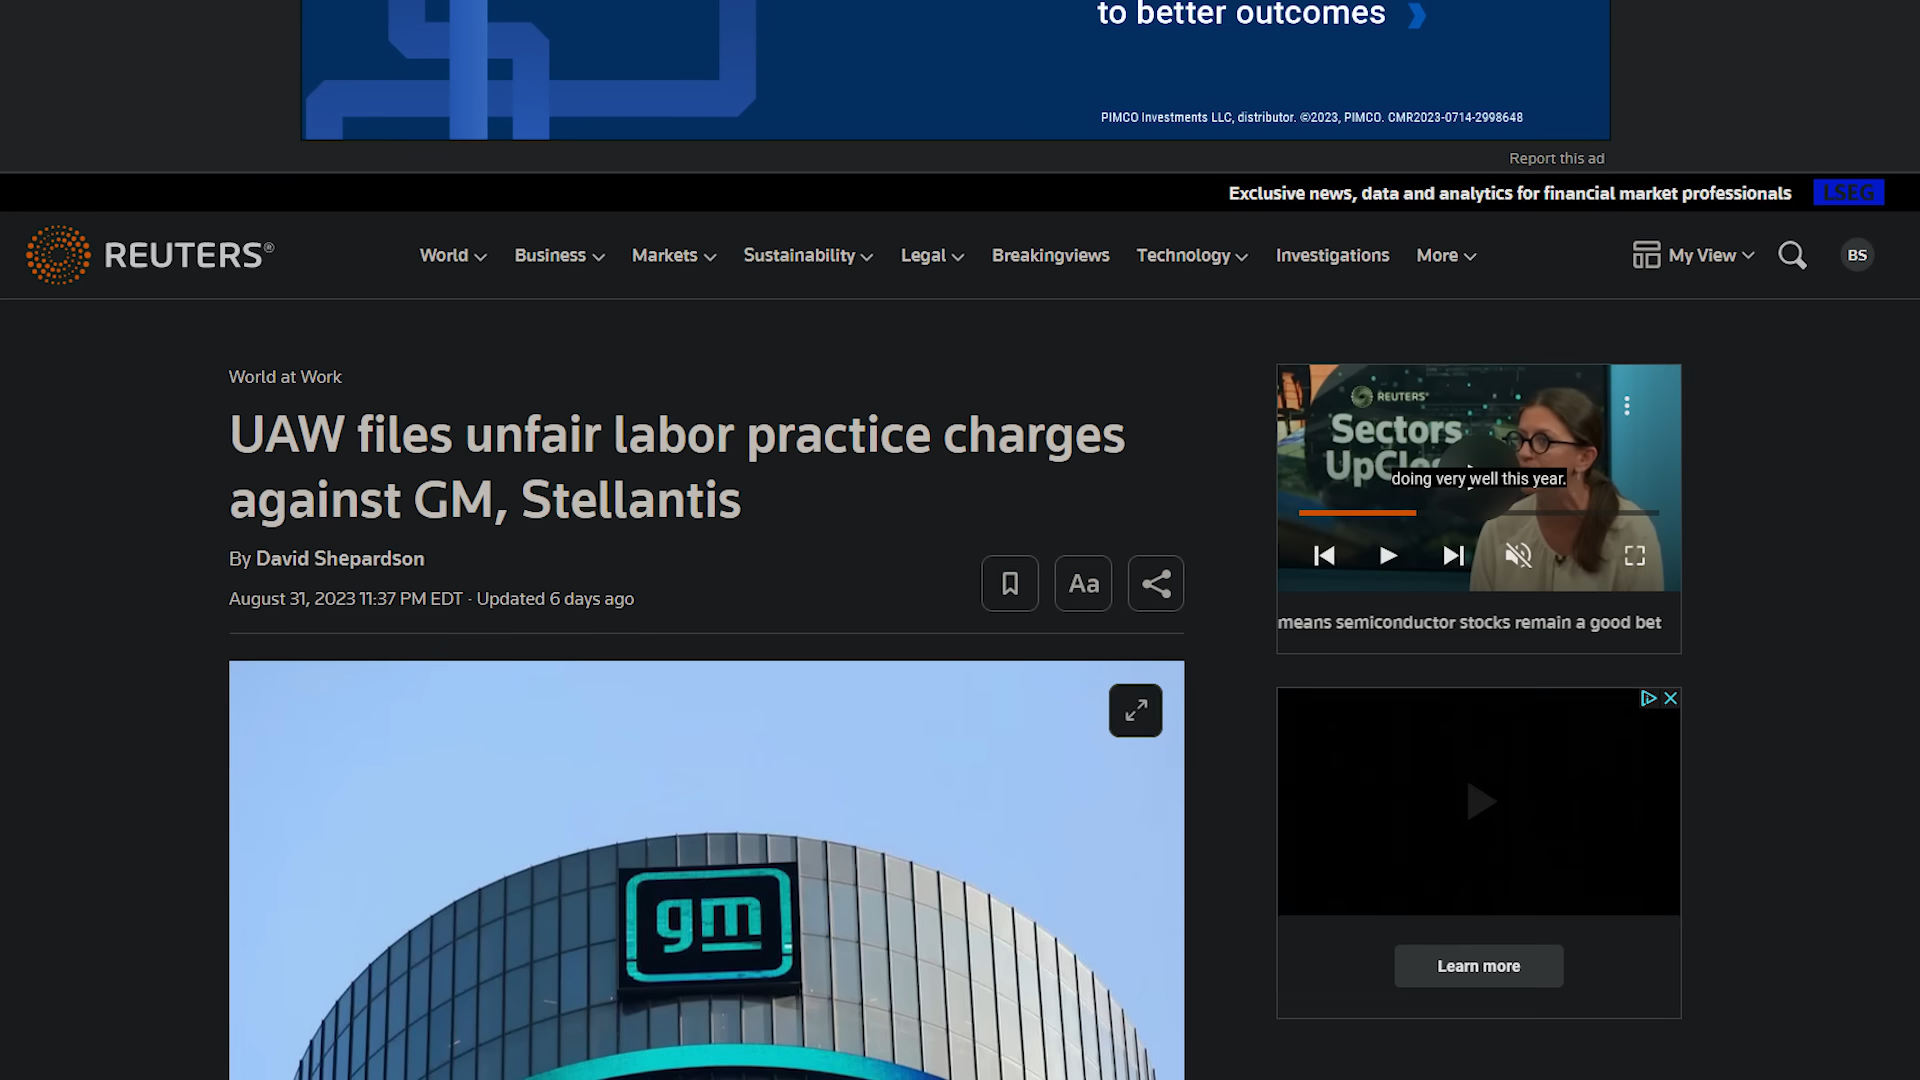 to better outcomes
PIMCO Investments LLC, distributor. ©2023, PIMCO. CMR2023-0714-2998648
Report this ad
Exclusive news, data and analytics for financial market professionals LSEG
REUTERS®
World Business Markets Sustainability Legal Breakingviews Technology Investigations More
My View
BS
World at Work
UAW files unfair labor practice charges
against GM, Stellantis
By David Shepardson
August 31, 2023 11:37 PM EDT · Updated 6 days ago
Aa
gm
REUTERS
Sectors
doing very well this year.
means semiconductor stocks remain a good bet
Learn more